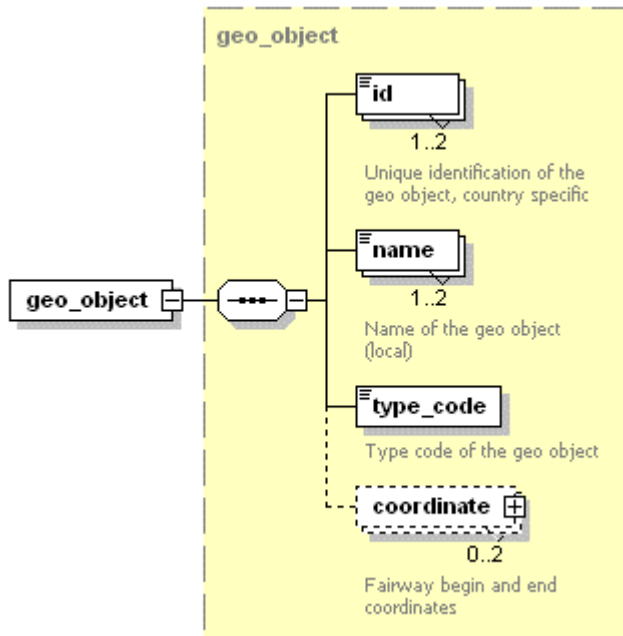 geo_object
id
1..2
Unique identification of the
geo object, country specific
name
1..2
Name of the geo object
(local)
geo_object
type_code
Type code of the geo object
coordinate
0..2
Fairway begin and end
coordinates